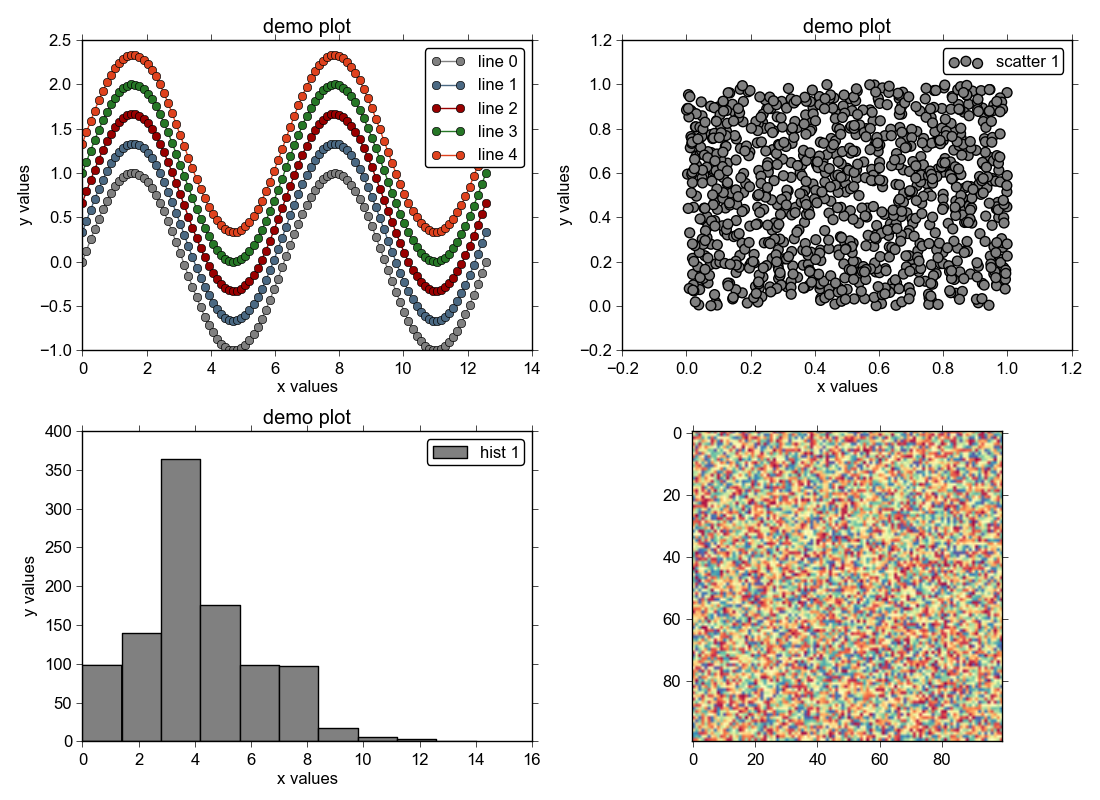 demo plot
2.5
2.0
1.5
1.0
0.5
0.0
−0.5
−1.0
y values
line 0
line 1
line 2
line 3
line 4
0 2 4 6 8 10 12 14
x values
demo plot
1.2
1.0
0.8
0.6
0.4
0.2
0.0
−0.2
y values
scatter 1
−0.2 0.0 0.2 0.4 0.6 0.8 1.0 1.2
x values
demo plot
400
350
300
250
200
150
100
50
0
y values
hist 1
0 2 4 6 8 10 12 14 16
x values
0
20
40
60
80
0 20 40 60 80